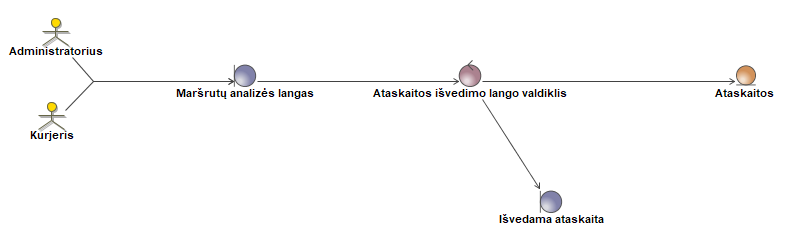 Administratorius
Maršrutų analizės langas
Ataskaitos išvedimo lango valdiklis
Ataskaitos
Kurjeris
Išvedama ataskaita